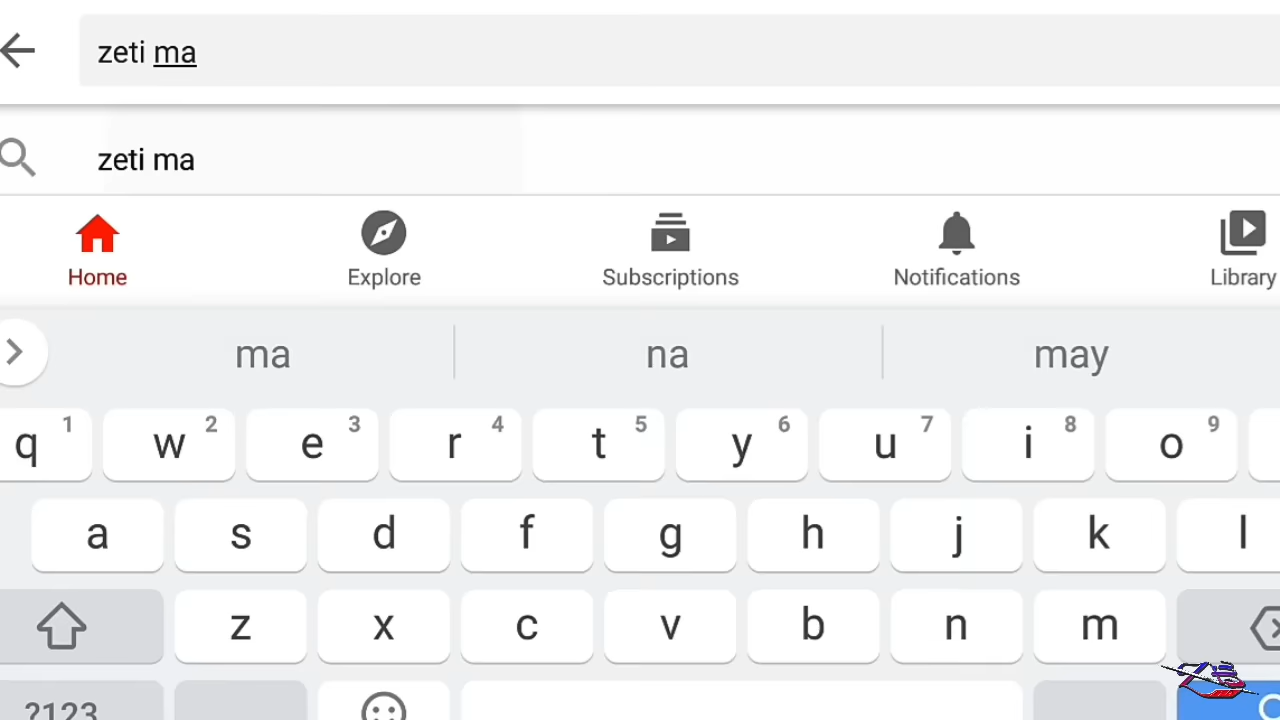 zeti ma
zeti ma
Home Explore Subscriptions Notifications Library
ma na may
q 1 w 2 e 3 r 4 t 5 y 6 u 7 i 8 o 9
a s d f g h j k l
z x c v b n m
?123